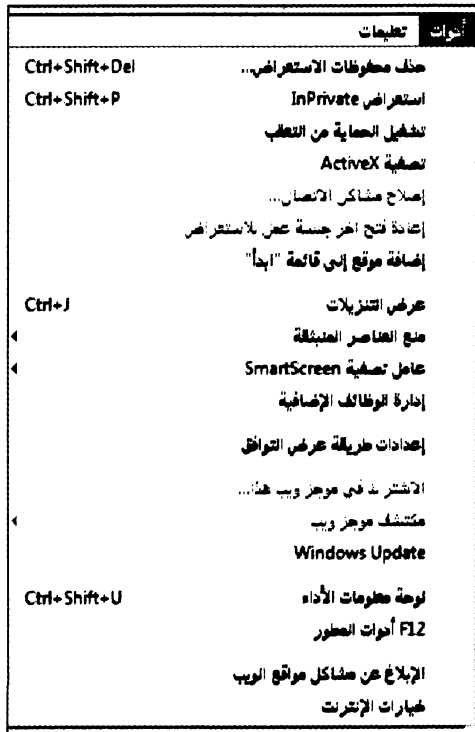 أدوات تعليمات
حذف محفوظات الاستعراض... Ctrl+Shift+Del
استعراض InPrivate Ctrl+Shift+P
تشغيل الحماية من التعقب
تصفية ActiveX
إصلاح مشاكل الاتصال...
إعادة فتح آخر جلسة عمل للاستعراض
إضافة موقع إلى قائمة "ابدأ"
عرض التنزيلات Ctrl+J
منع العناصر المنبثقة
عامل تصفية SmartScreen
إدارة الوظائف الإضافية
إعدادات طريقة عرض التوافق
الاشتراك في موجز ويب هذا...
مكتشف موجز ويب
Windows Update
لوحة معلومات الأداء Ctrl+Shift+U
F12 أدوات المطور
الإبلاغ عن مشاكل مواقع الويب
خيارات الإنترنت